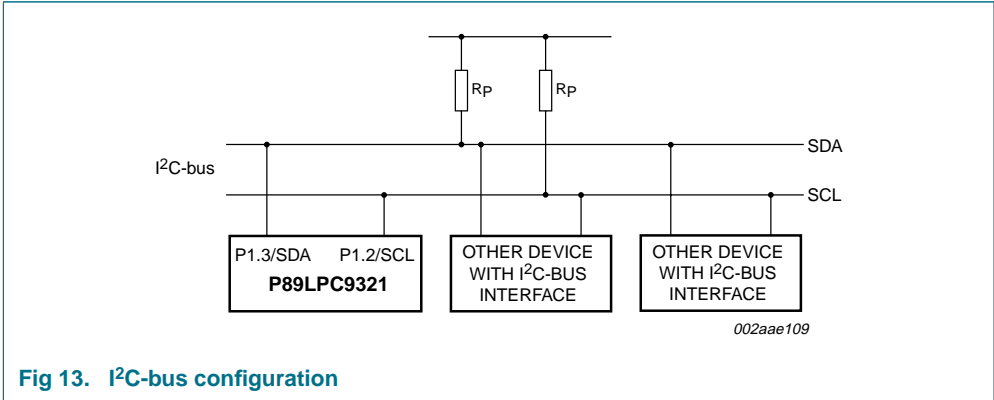 RP RP
SDA
I2C-bus
SCL
P1.3/SDA P1.2/SCL
P89LPC9321
OTHER DEVICE
WITH I2C-BUS
INTERFACE
OTHER DEVICE
WITH I2C-BUS
INTERFACE
002aae109
Fig 13. I2C-bus configuration